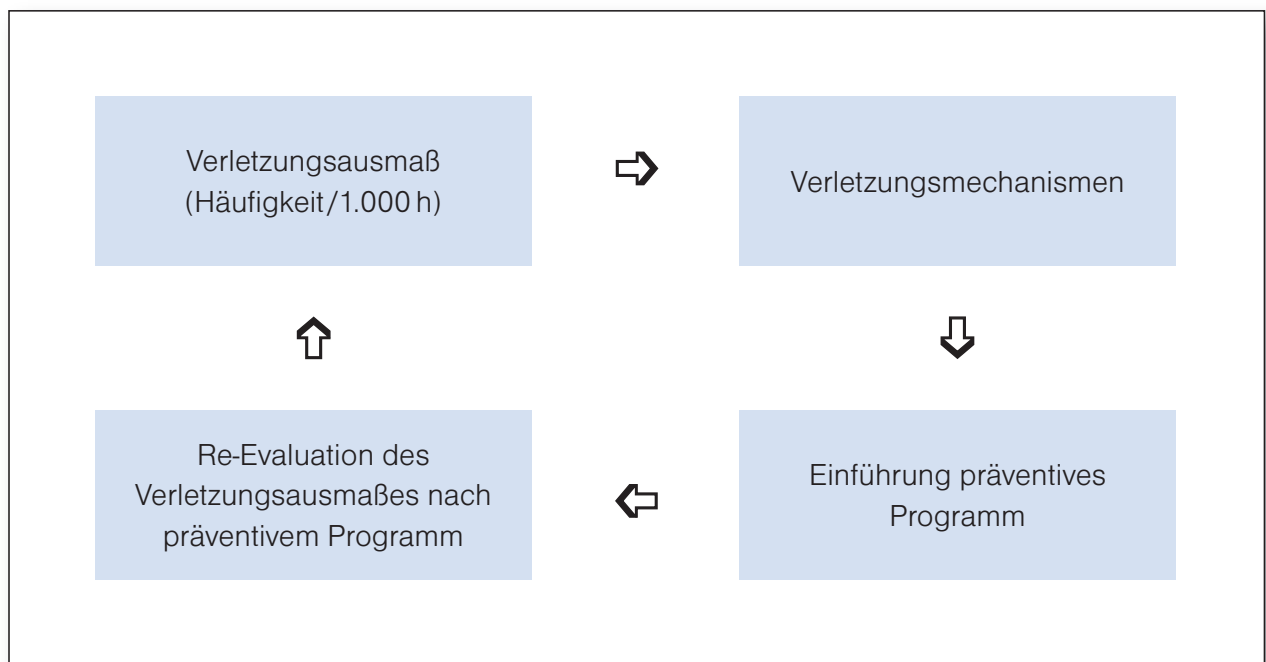 Verletzungsausmaß
(Häufigkeit/1.000 h)
Verletzungsmechanismen
Re-Evaluation des
Verletzungsausmaßes nach
präventivem Programm
Einführung präventives
Programm